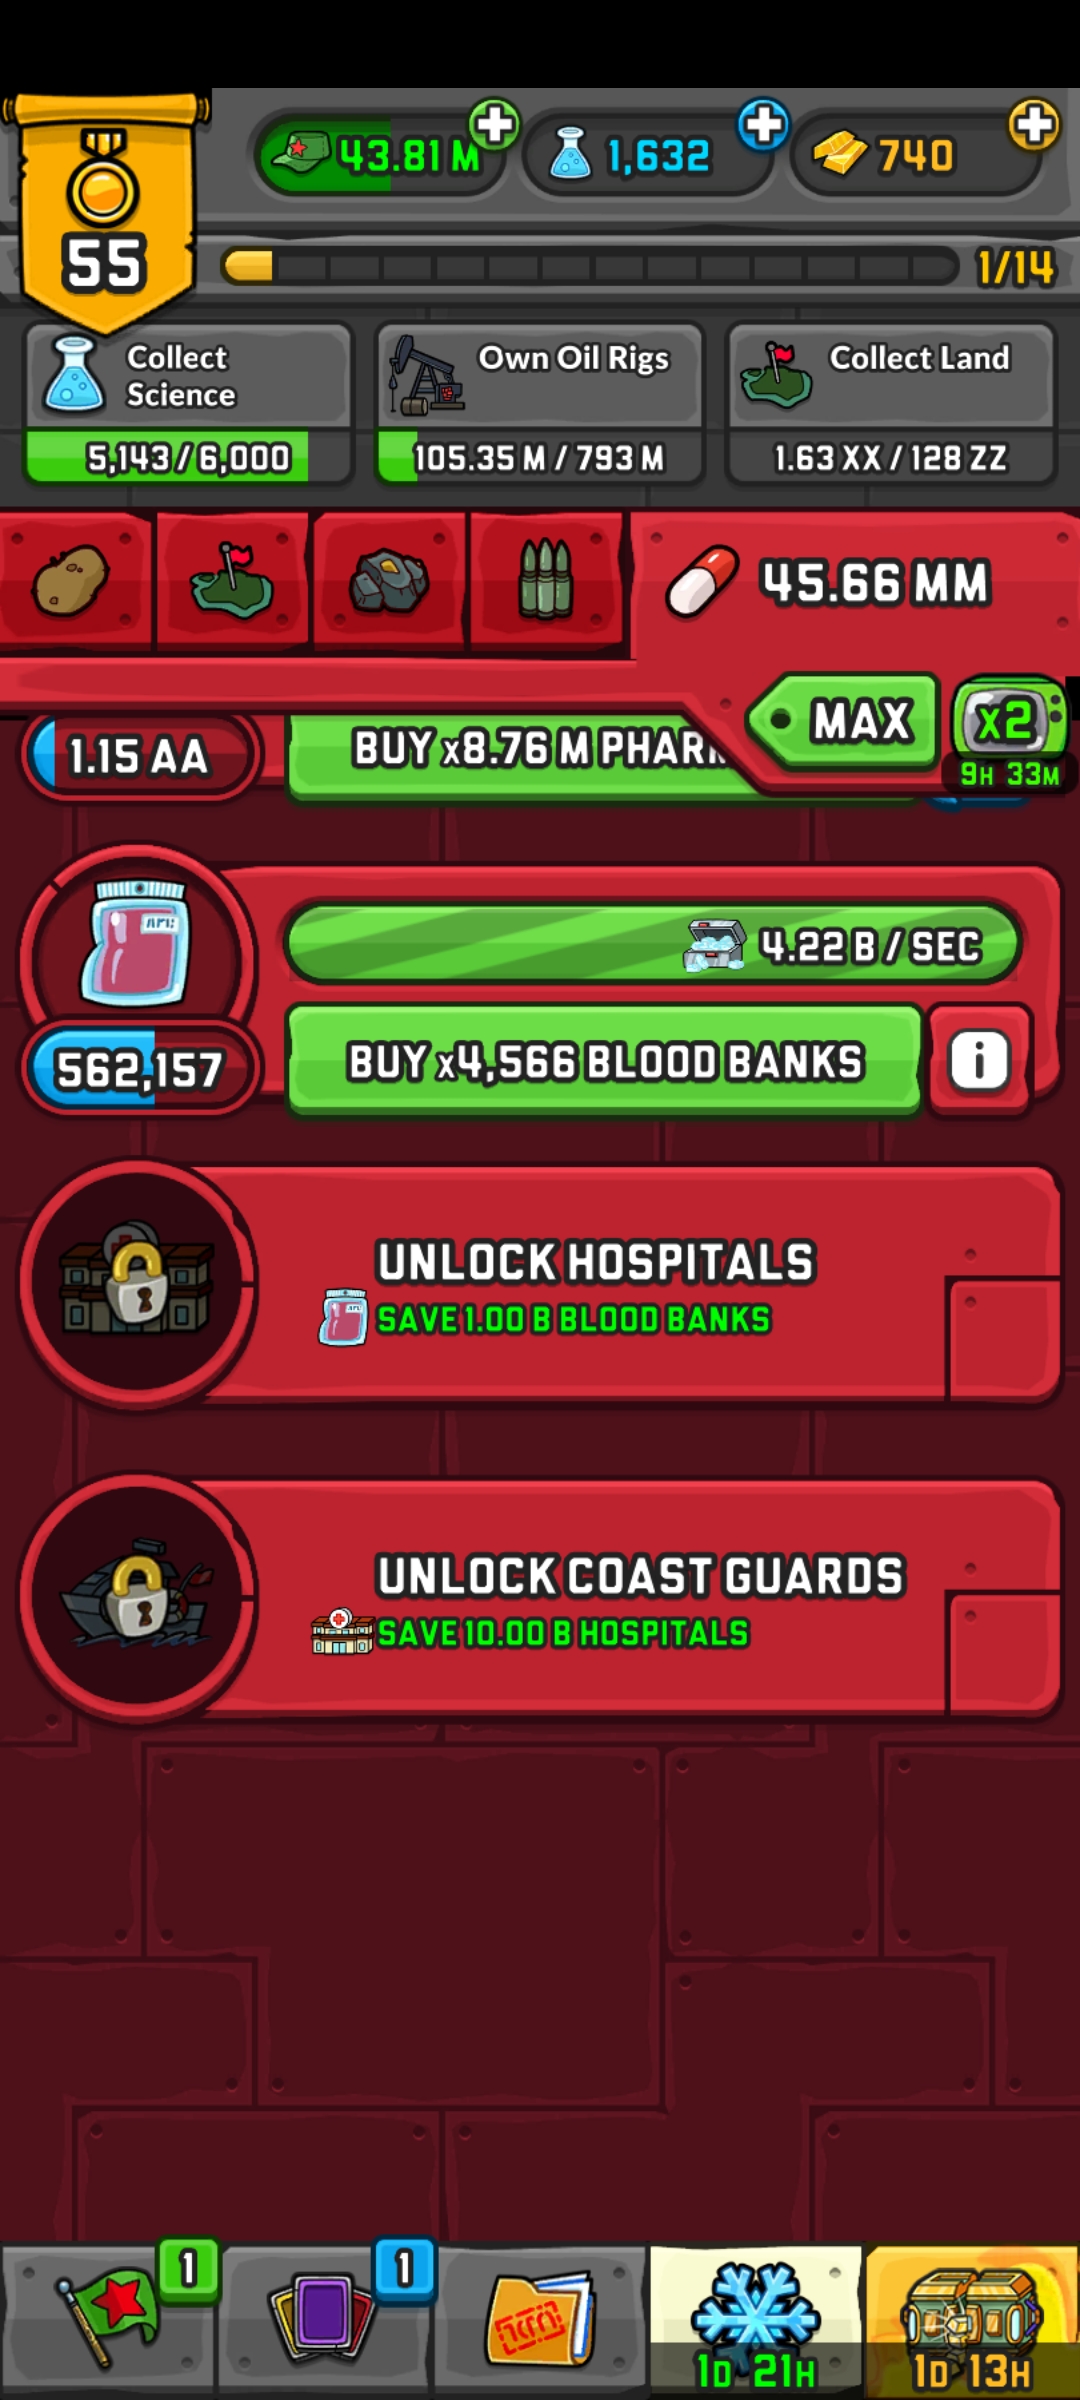 43.81 M
1,632
740
55
1/14
Collect Science
Own Oil Rigs
Collect Land
5,143 / 6,000
105.35 M / 793 M
1.63 XX / 128 ZZ
45.66 MM
MAX
x2
9H 33M
1.15 AA
BUY x8.76 M
4.22 B / SEC
562,157
BUY x4,566 BLOOD BANKS
i
UNLOCK HOSPITALS
SAVE 1.00 B BLOOD BANKS
UNLOCK COAST GUARDS
SAVE 10.00 B HOSPITALS
1
1
1D 21H
1D 13H